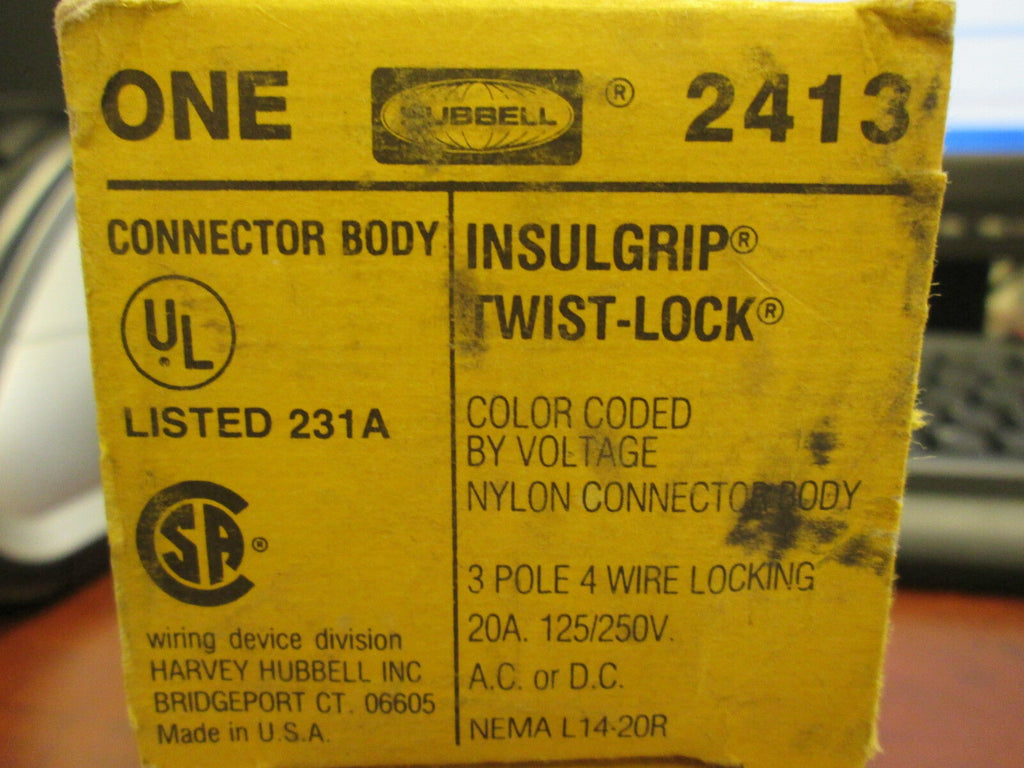 ONE HUBBELL® 2413
CONNECTOR BODY
UL®
LISTED 231A
CSA®
wiring device division
HARVEY HUBBELL INC
BRIDGEPORT CT. 06605
Made in U.S.A.
INSULGRIP®
TWIST-LOCK®
COLOR CODED
BY VOLTAGE
NYLON CONNECTOR BODY
3 POLE 4 WIRE LOCKING
20A. 125/250V.
A.C. or D.C.
NEMA L14-20R